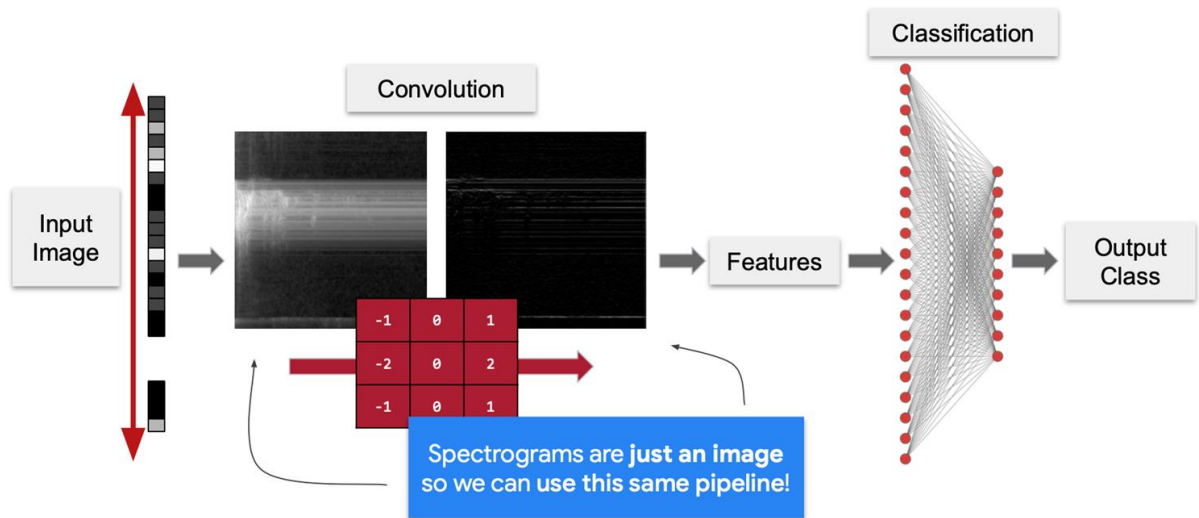 Classification
Convolution
Input
Image
Features
Output
Class
-1 0 1
-2 0 2
-1 0 1
Spectrograms are just an image
so we can use this same pipeline!